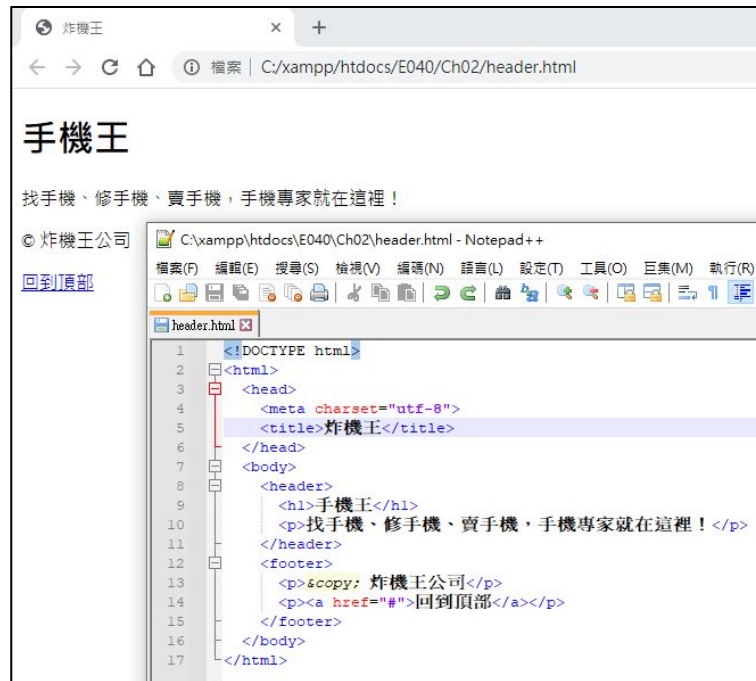 炸機王
檔案 C:/xampp/htdocs/E040/Ch02/header.html
手機王
找手機、修手機、賣手機，手機專家就在這裡！
© 炸機王公司
回到頂部
C:\xampp\htdocs\E040\Ch02\header.html - Notepad++
檔案(F) 編輯(E) 搜尋(S) 檢視(V) 編碼(N) 語言(L) 設定(T) 工具(O) 巨集(M) 執行(R)
header.html
1 <!DOCTYPE html>
2 <html>
3 <head>
4 <meta charset="utf-8">
5 <title>炸機王</title>
6 </head>
7 <body>
8 <header>
9 <h1>手機王</h1>
10 <p>找手機、修手機、賣手機，手機專家就在這裡！</p>
11 </header>
12 <footer>
13 <p>&copy; 炸機王公司</p>
14 <p><a href="#">回到頂部</a></p>
15 </footer>
16 </body>
17 </html>